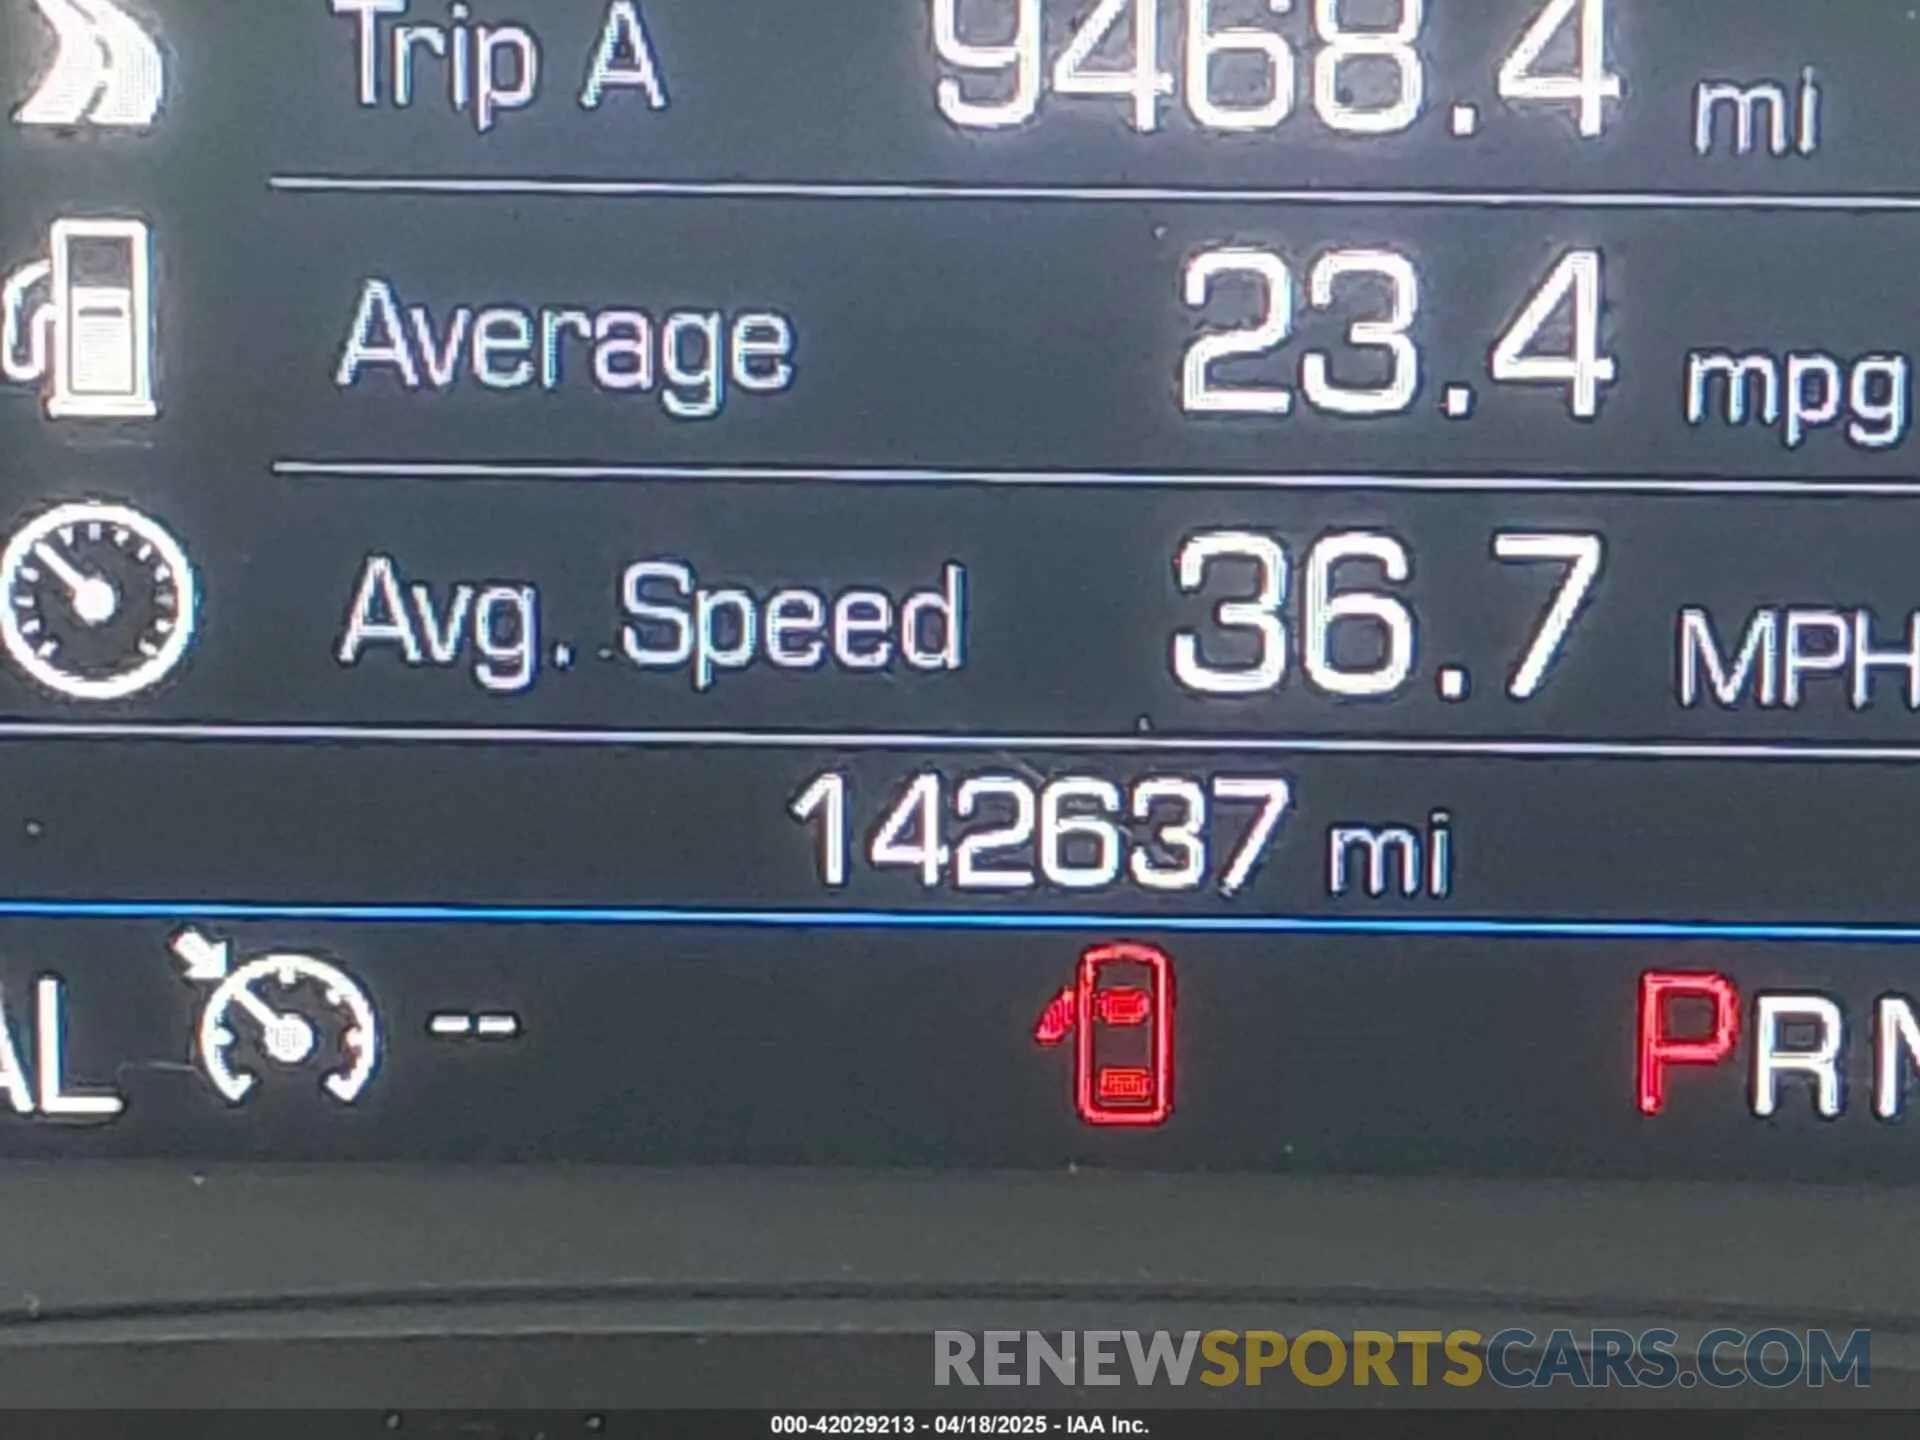 Trip A 9468.4 mi
Average 23.4 mpg
Avg. Speed 36.7 MPH
142637 mi
AL -- PRN
RENEWSPORTSCARS.COM
000-42029213 - 04/18/2025 - IAA Inc.